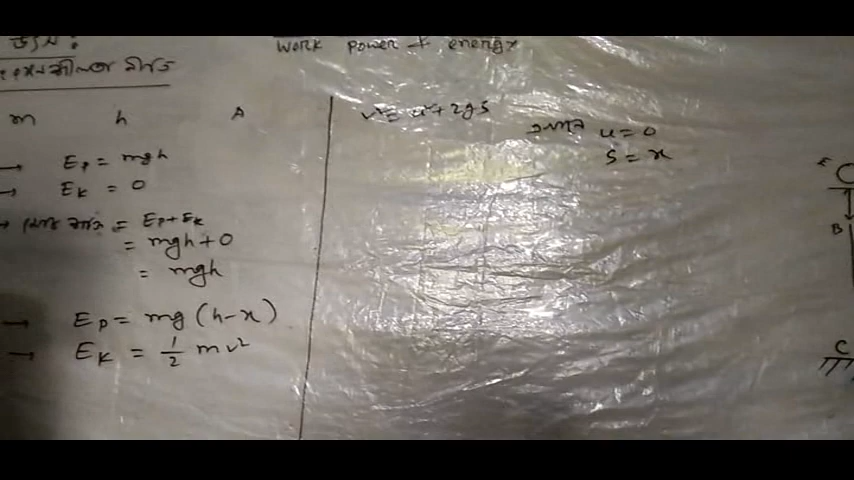 Work power + energy
m h A
→ Ep = mgh
→ EK = 0
→ = Ep + EK
= mgh + 0
= mgh
→ Ep = mg (h-x)
→ EK = 1/2 mv²
v² = u² + 2gs
u = 0
s = x
B
C